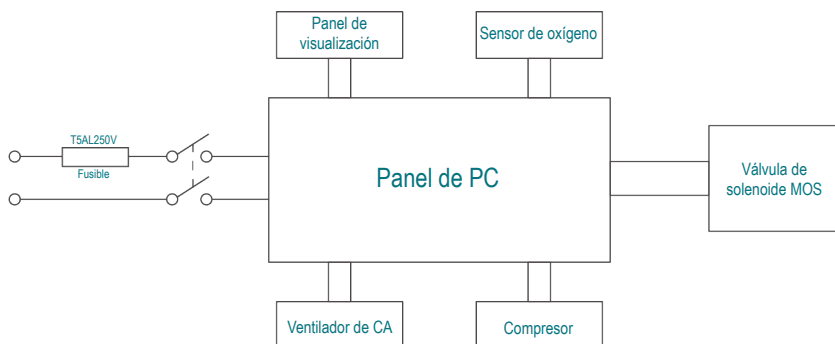 Panel de
visualización
Sensor de oxígeno
T5AL250V
Fusible
Panel de PC
Válvula de
solenoide MOS
Ventilador de CA
Compresor